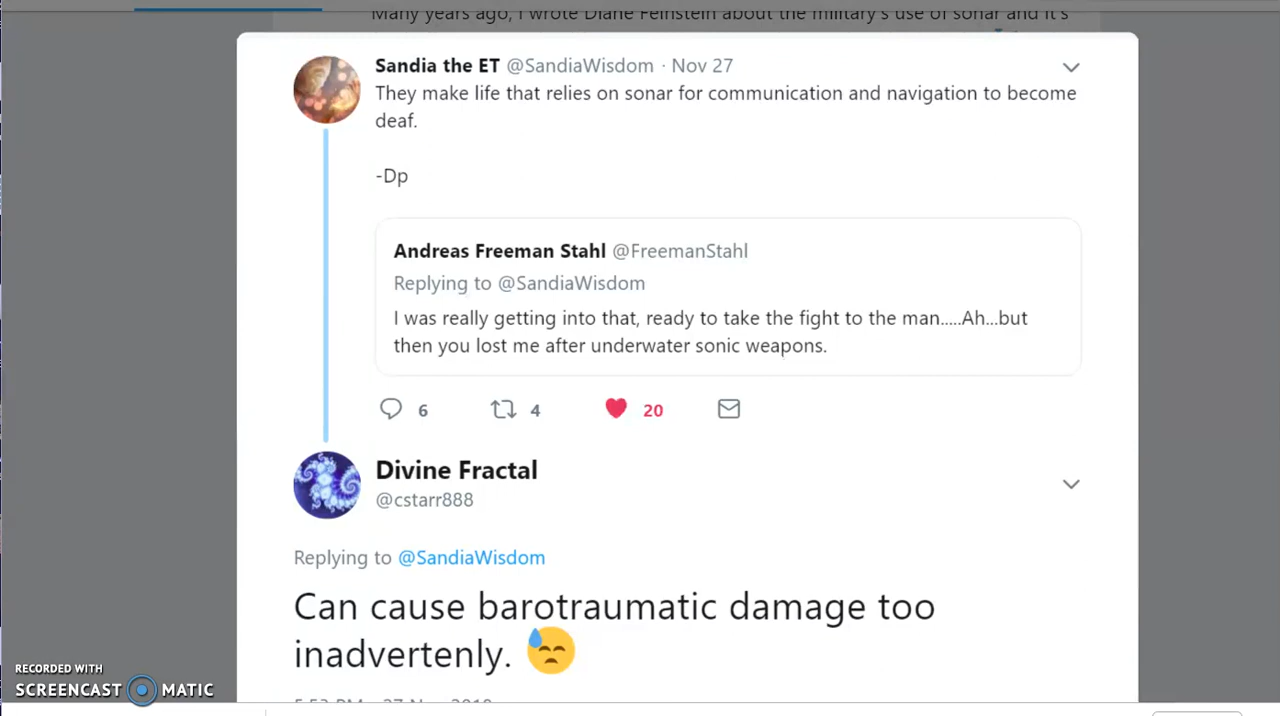 Many years ago, I wrote Diane Feinstein about the military's use of sonar and it's
Sandia the ET @SandiaWisdom · Nov 27
They make life that relies on sonar for communication and navigation to become
deaf.
-Dp
Andreas Freeman Stahl @FreemanStahl
Replying to @SandiaWisdom
I was really getting into that, ready to take the fight to the man.....Ah...but
then you lost me after underwater sonic weapons.
6 4 20
Divine Fractal
@cstarr888
Replying to @SandiaWisdom
Can cause barotraumatic damage too
inadvertenly.
RECORDED WITH
SCREENCAST MATIC